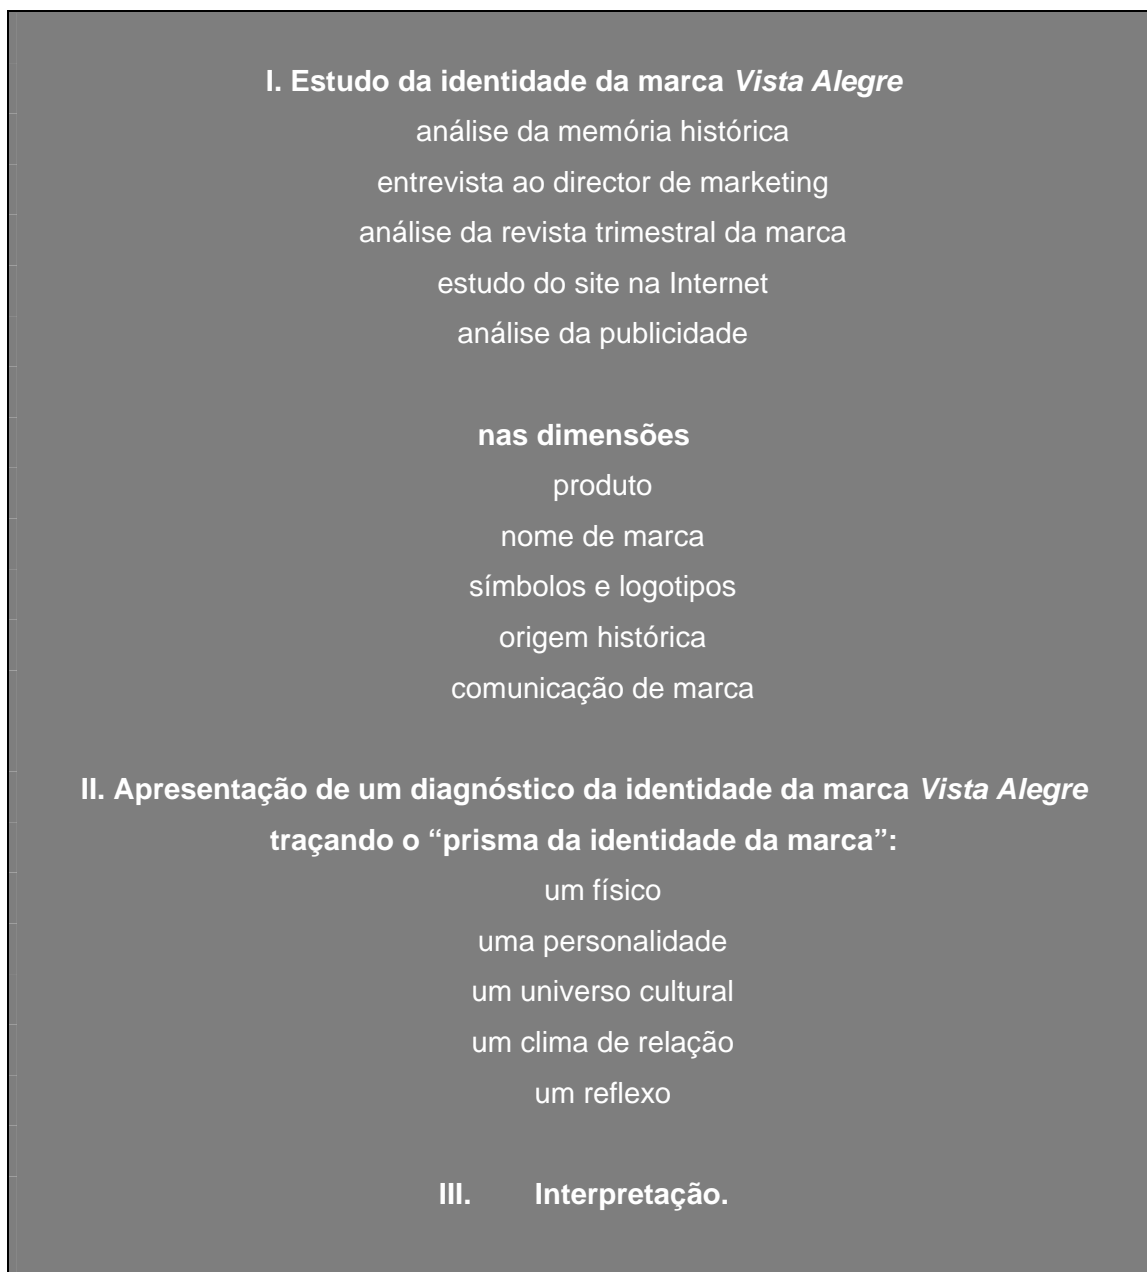 I. Estudo da identidade da marca Vista Alegre
análise da memória histórica
entrevista ao director de marketing
análise da revista trimestral da marca
estudo do site na Internet
análise da publicidade
nas dimensões
produto
nome de marca
símbolos e logotipos
origem histórica
comunicação de marca
II. Apresentação de um diagnóstico da identidade da marca Vista Alegre
traçando o “prisma da identidade da marca”:
um físico
uma personalidade
um universo cultural
um clima de relação
um reflexo
III. Interpretação.